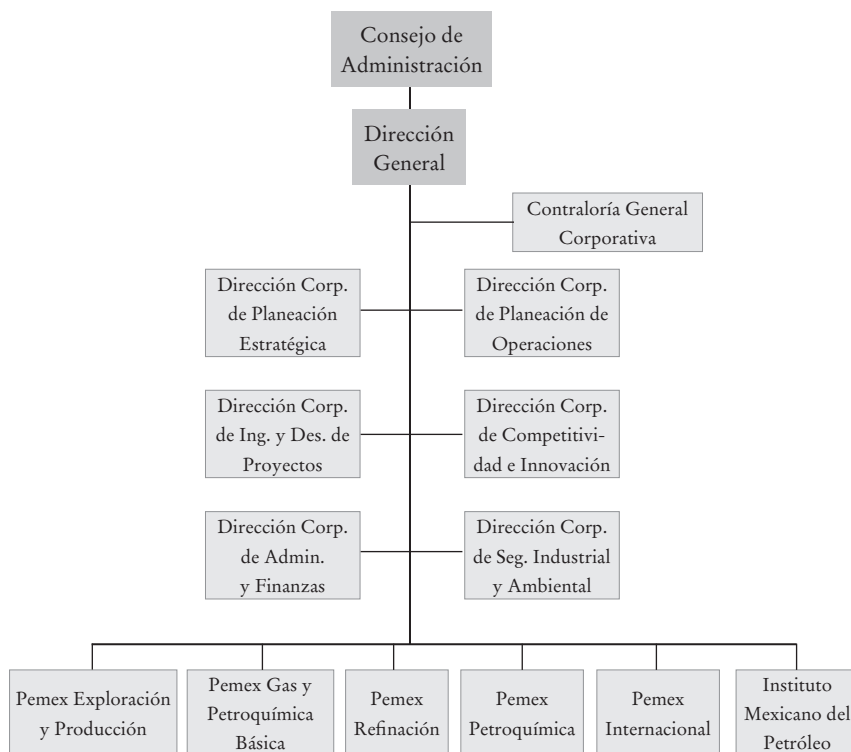 Consejo de
Administración
Dirección
General
Contraloría General
Corporativa
Dirección Corp.
de Planeación
Estratégica
Dirección Corp.
de Planeación de
Operaciones
Dirección Corp.
de Ing. y Des. de
Proyectos
Dirección Corp.
de Competitivi-
dad e Innovación
Dirección Corp.
de Admin.
y Finanzas
Dirección Corp.
de Seg. Industrial
y Ambiental
Pemex Exploración
y Producción
Pemex Gas y
Petroquímica
Básica
Pemex
Refinación
Pemex
Petroquímica
Pemex
Internacional
Instituto
Mexicano del
Petróleo